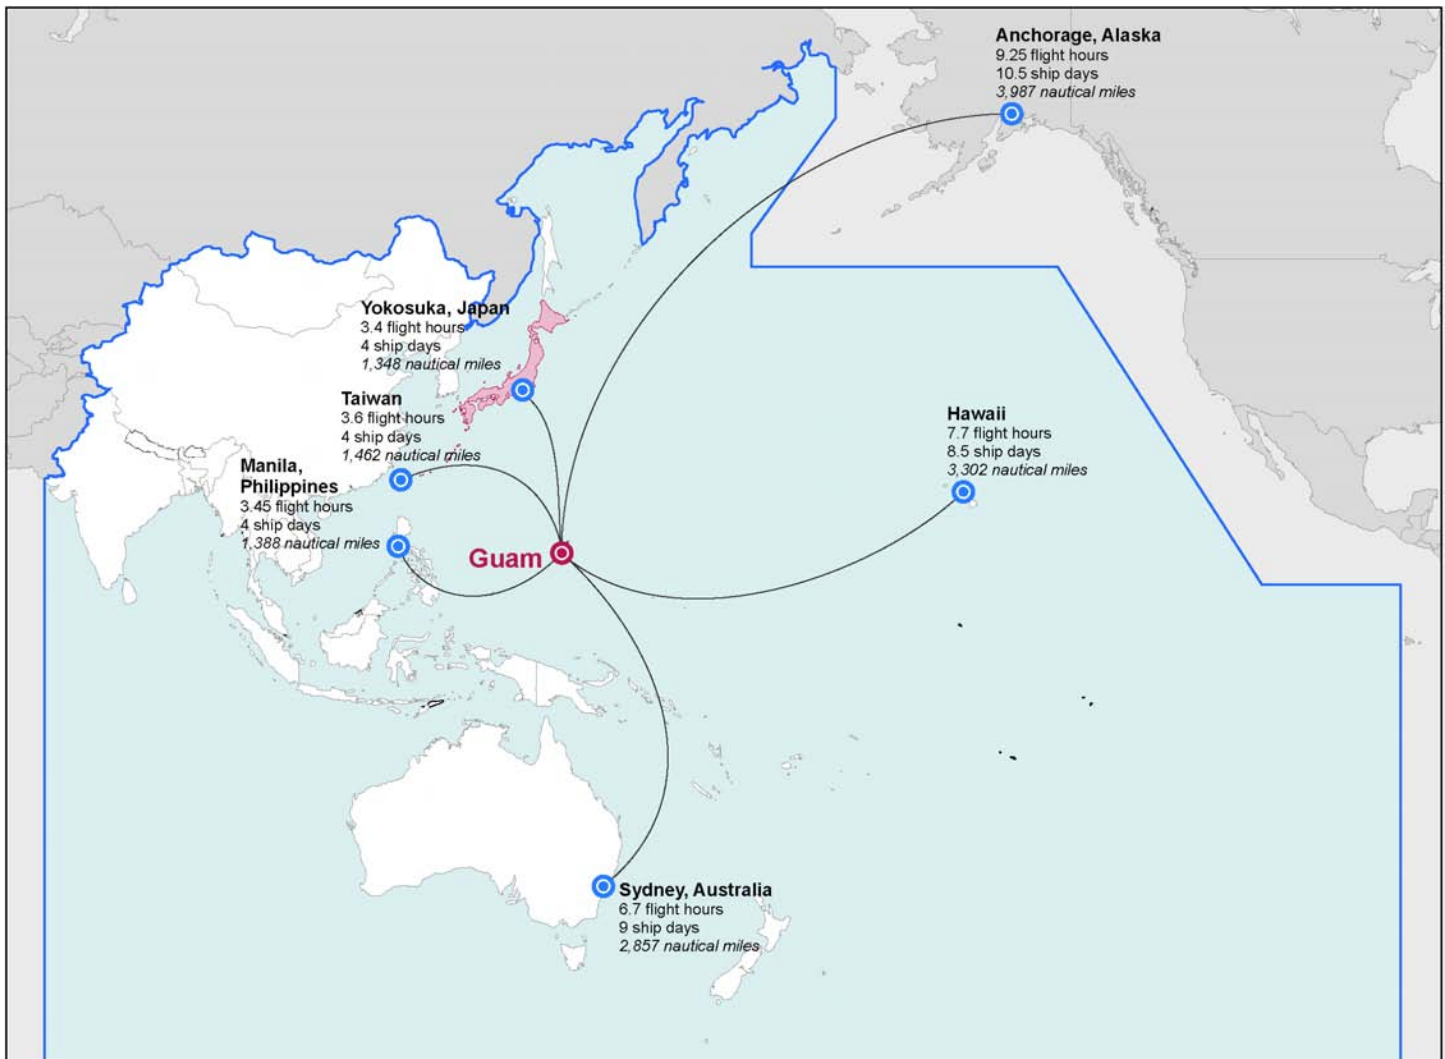 Anchorage, Alaska
9.25 flight hours
10.5 ship days
3,987 nautical miles
Yokosuka, Japan
3.4 flight hours
4 ship days
1,348 nautical miles
Taiwan
3.6 flight hours
4 ship days
1,462 nautical miles
Hawaii
7.7 flight hours
8.5 ship days
3,302 nautical miles
Manila,
Philippines
3.45 flight hours
4 ship days
1,388 nautical miles
Guam
Sydney, Australia
6.7 flight hours
9 ship days
2,857 nautical miles